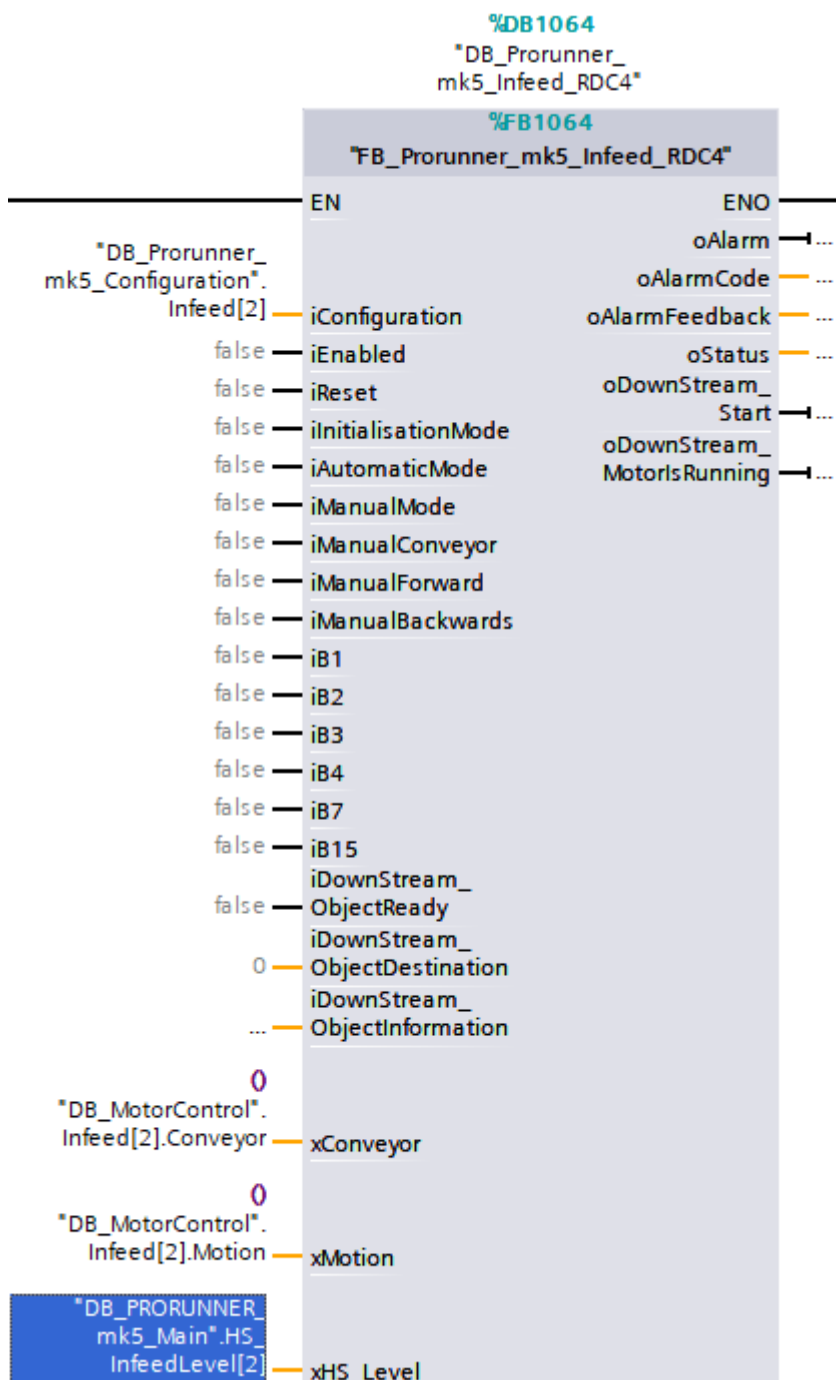 %DB1064
"DB_Prorunner_
mk5_Infeed_RDC4"
%FB1064
"FB_Prorunner_mk5_Infeed_RDC4"
EN ENO
oAlarm ...
"DB_Prorunner_
mk5_Configuration".
Infeed[2] iConfiguration
oAlarmCode ...
oAlarmFeedback ...
false iEnabled oStatus ...
false iReset oDownStream_
Start ...
false iInitialisationMode oDownStream_
MotorIsRunning ...
false iAutomaticMode
false iManualMode
false iManualConveyor
false iManualForward
false iManualBackwards
false iB1
false iB2
false iB3
false iB4
false iB7
false iB15
iDownStream_
false ObjectReady
iDownStream_
0 ObjectDestination
iDownStream_
... ObjectInformation
()
"DB_MotorControl".
Infeed[2].Conveyor xConveyor
()
"DB_MotorControl".
Infeed[2].Motion xMotion
"DB_PRORUNNER_
mk5_Main".HS_
InfeedLevel[2] xHS_Level